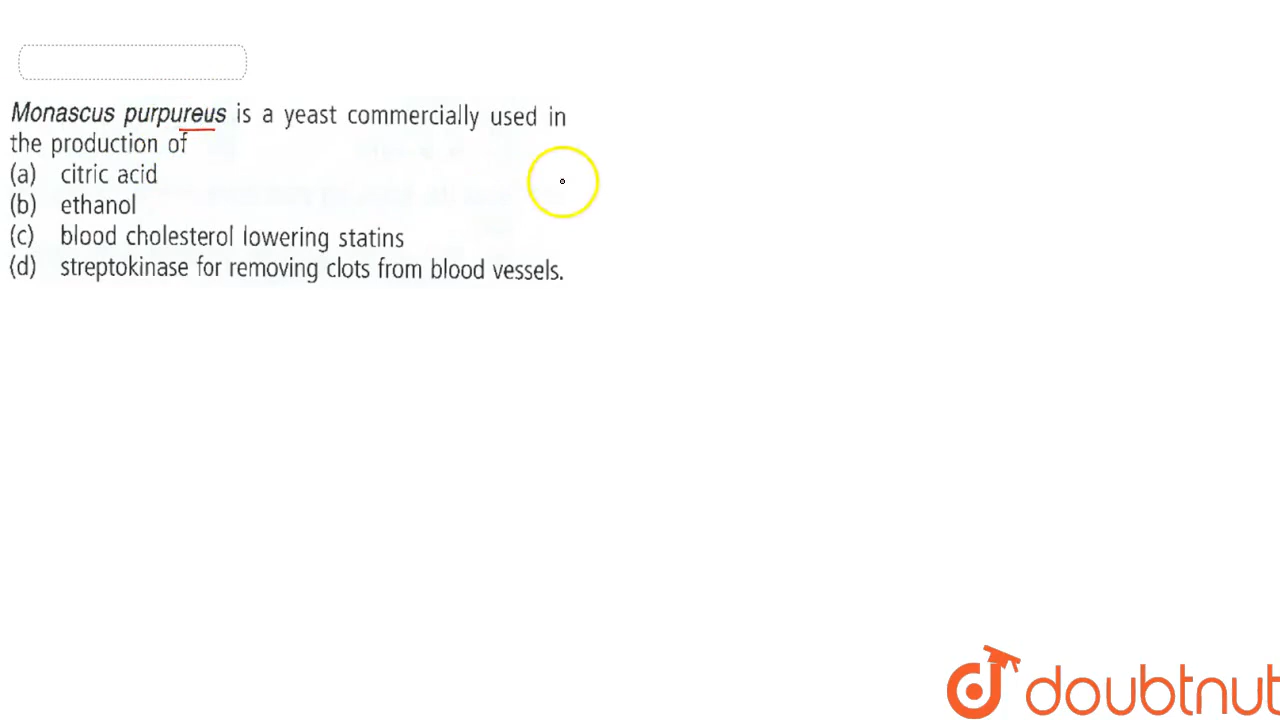 Monascus purpureus is a yeast commercially used in
the production of
(a) citric acid
(b) ethanol
(c) blood cholesterol lowering statins
(d) streptokinase for removing clots from blood vessels.
doubtnut